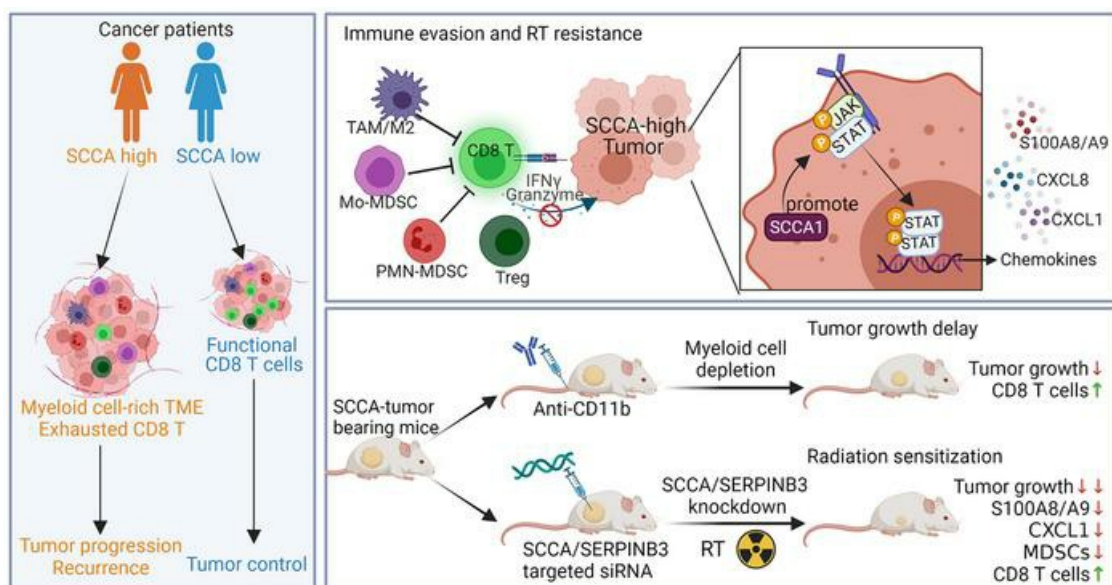 Cancer patients
SCCA high
SCCA low
Functional
CD8 T cells
Myeloid cell-rich TME
Exhausted CD8 T
Tumor progression
Recurrence
Tumor control
Immune evasion and RT resistance
TAM/M2
Mo-MDSC
PMN-MDSC
Treg
CD8 T
IFNγ
Granzyme
SCCA-high
Tumor
P
JAK
P
STAT
promote
SCCA1
P
STAT
P
STAT
S100A8/A9
CXCL8
CXCL1
Chemokines
SCCA-tumor
bearing mice
Anti-CD11b
Myeloid cell
depletion
Tumor growth delay
Tumor growth ↓
CD8 T cells ↑
SCCA/SERPINB3
targeted siRNA
SCCA/SERPINB3
knockdown
RT
Radiation sensitization
Tumor growth ↓ ↓
S100A8/A9 ↓
CXCL1 ↓
MDSCs ↓
CD8 T cells ↑